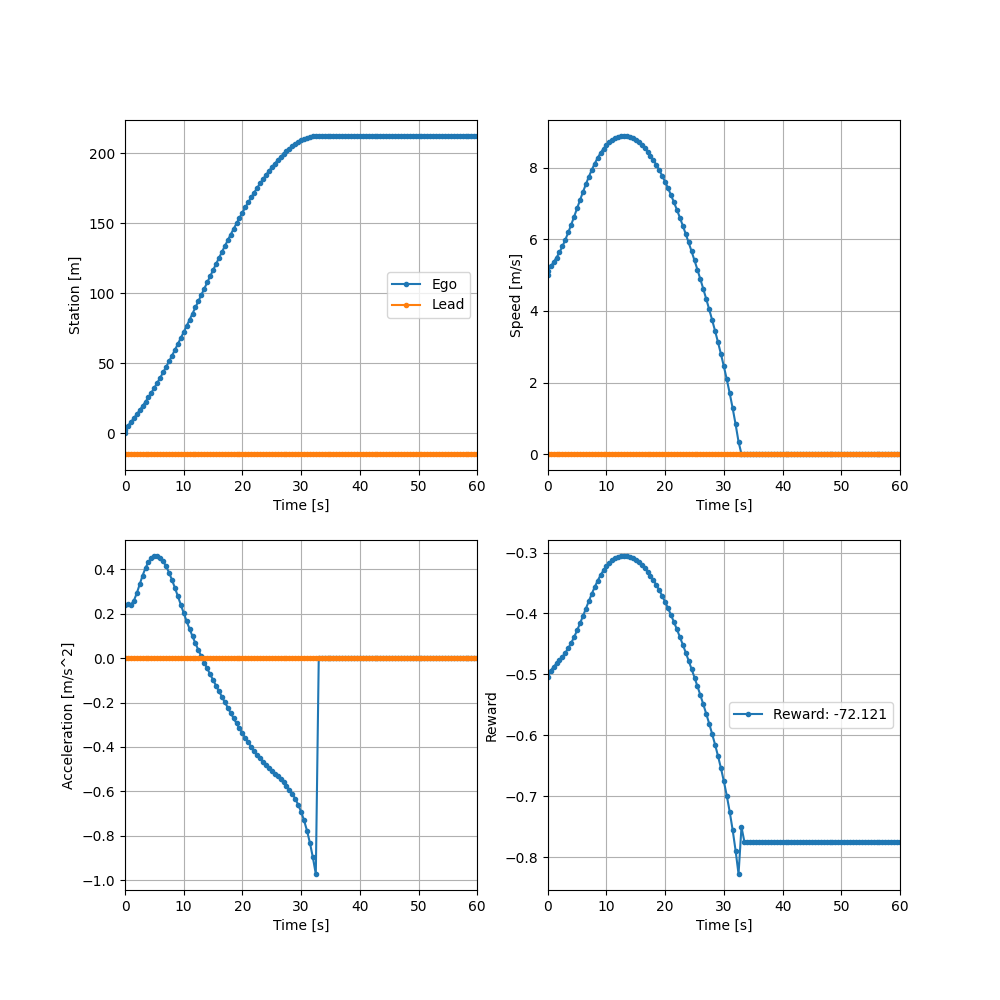 200
150
100
50
0
Station [m]
Ego
Lead
0 10 20 30 40 50 60
Time [s]
8
6
4
2
0
Speed [m/s]
0 10 20 30 40 50 60
Time [s]
0.4
0.2
0.0
−0.2
−0.4
−0.6
−0.8
−1.0
Acceleration [m/s^2]
0 10 20 30 40 50 60
Time [s]
−0.3
−0.4
−0.5
−0.6
−0.7
−0.8
Reward
Reward: -72.121
0 10 20 30 40 50 60
Time [s]